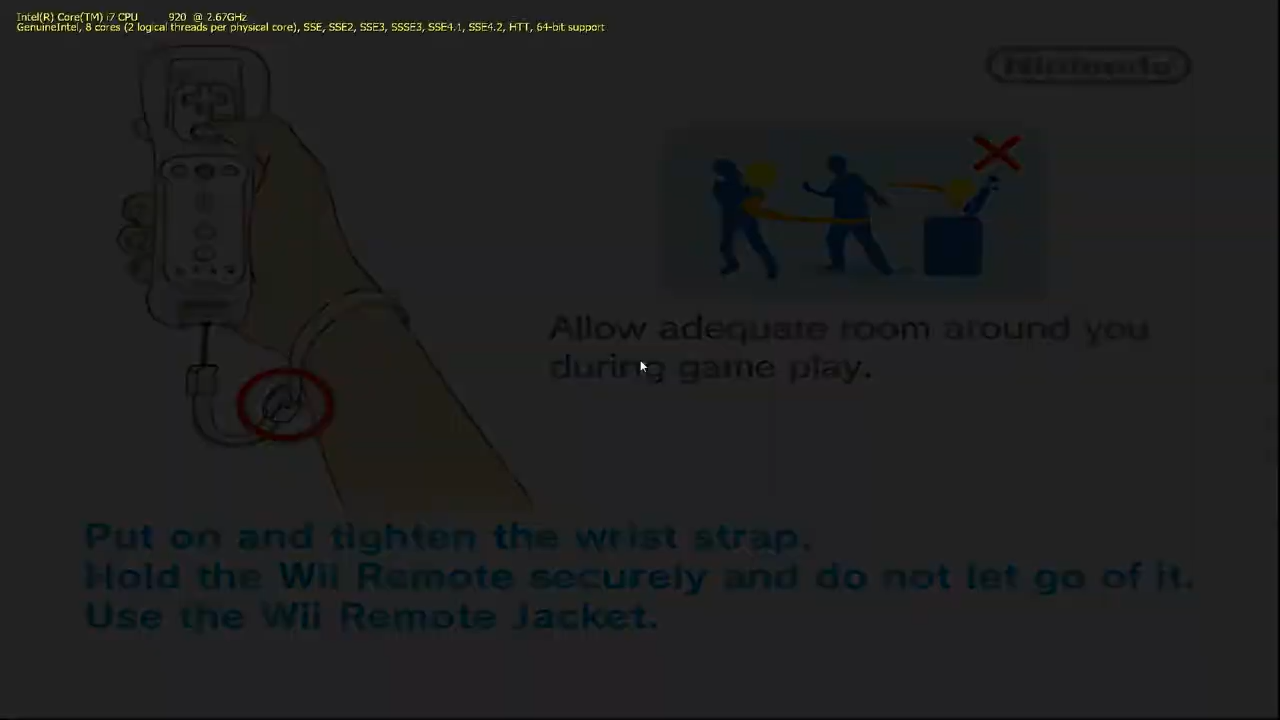 Intel(R) Core(TM) i7 CPU 920 @ 2.67GHz
GenuineIntel, 8 cores (2 logical threads per physical core), SSE, SSE2, SSE3, SSSE3, SSE4.1, SSE4.2, HTT, 64-bit support
Nintendo
Allow adequate room around you
during game play.
Put on and tighten the wrist strap.
Hold the Wii Remote securely and do not let go of it.
Use the Wii Remote Jacket.